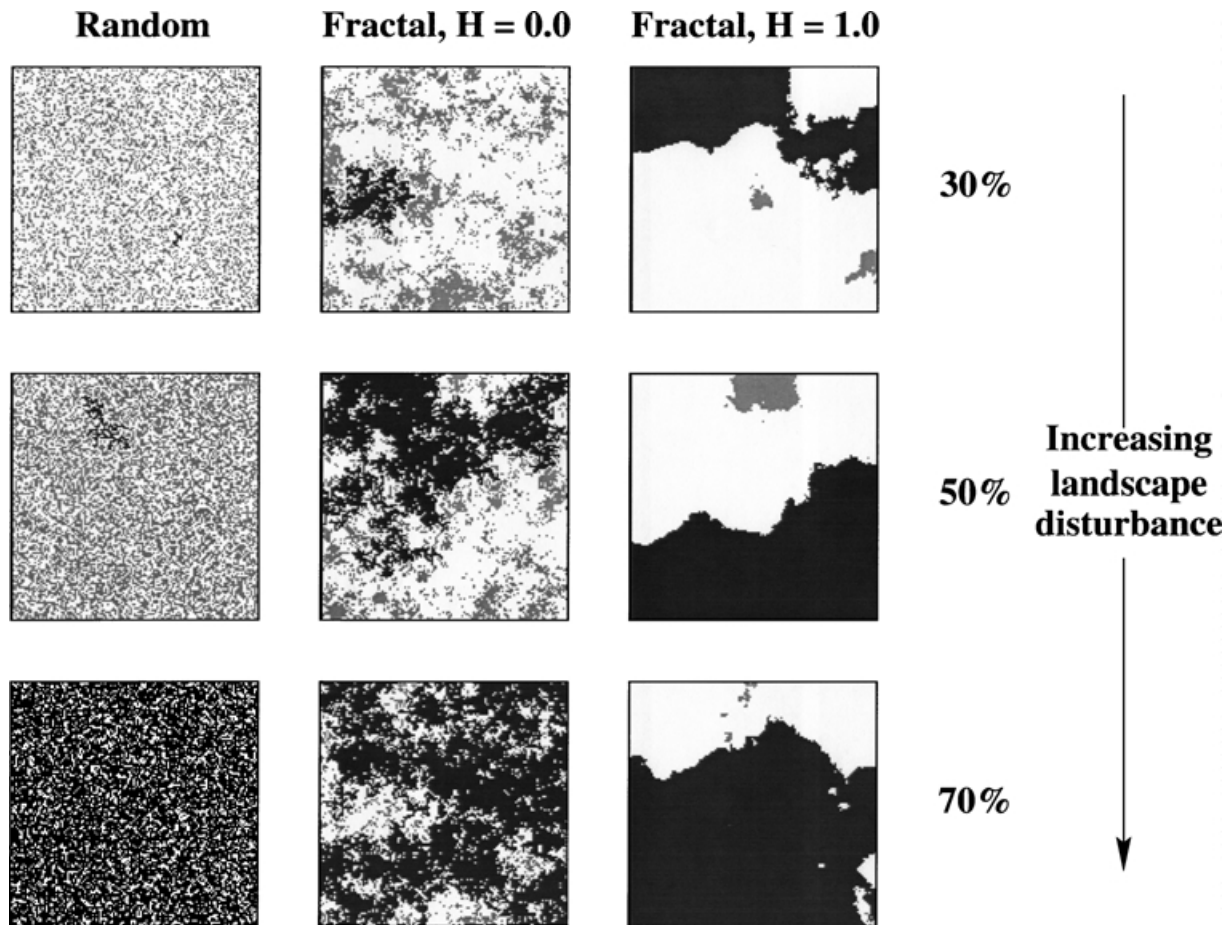 Random
Fractal, H = 0.0
Fractal, H = 1.0
30%
50%
Increasing
landscape
disturbance
70%